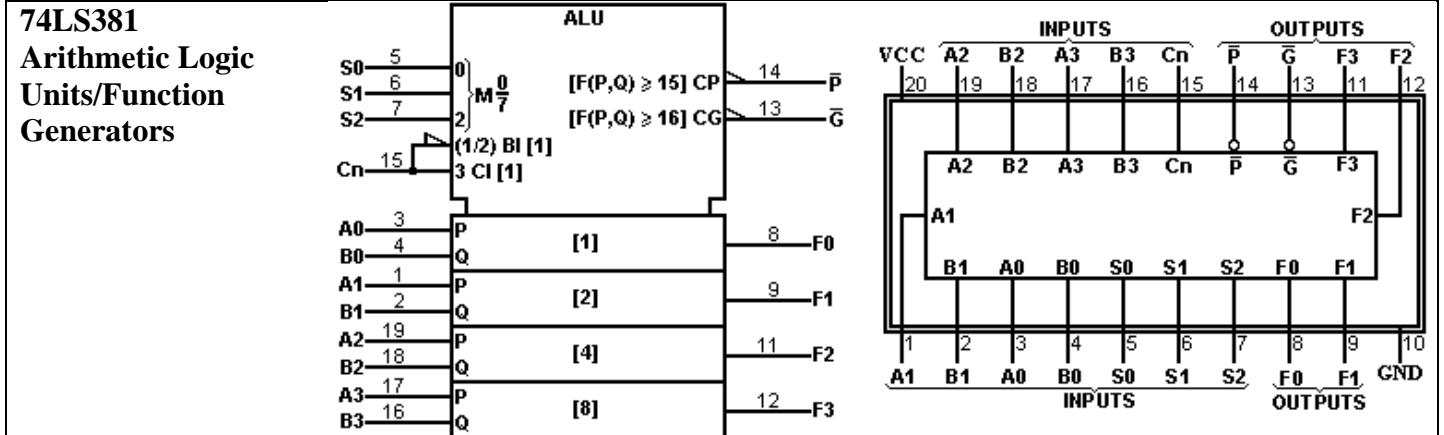 74LS381
Arithmetic Logic
Units/Function
Generators
ALU
S0 5 0
S1 6 M 0/7 [F(P,Q) ⩾ 15] CP 14 P̅
S2 7 2 [F(P,Q) ⩾ 16] CG 13 G̅
(1/2) BI [1]
Cn 15 3 CI [1]
A0 3 P [1] 8 F0
B0 4 Q
A1 1 P [2] 9 F1
B1 2 Q
A2 19 P [4] 11 F2
B2 18 Q
A3 17 P [8] 12 F3
B3 16 Q
INPUTS OUTPUTS
VCC A2 B2 A3 B3 Cn P̅ G̅ F3 F2
20 19 18 17 16 15 14 13 11 12
A2 B2 A3 B3 Cn P̅ G̅ F3
A1 F2
B1 A0 B0 S0 S1 S2 F0 F1
1 2 3 4 5 6 7 8 9 10
A1 B1 A0 B0 S0 S1 S2 F0 F1 GND
INPUTS OUTPUTS